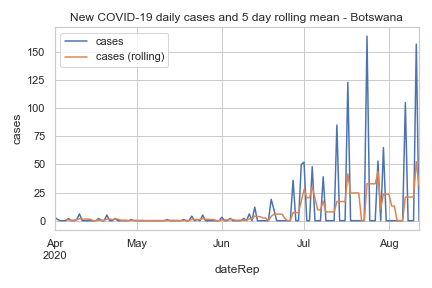 New COVID-19 daily cases and 5 day rolling mean - Botswana
cases
cases (rolling)
cases
150
125
100
75
50
25
0
Apr
2020
May
Jun
Jul
Aug
dateRep